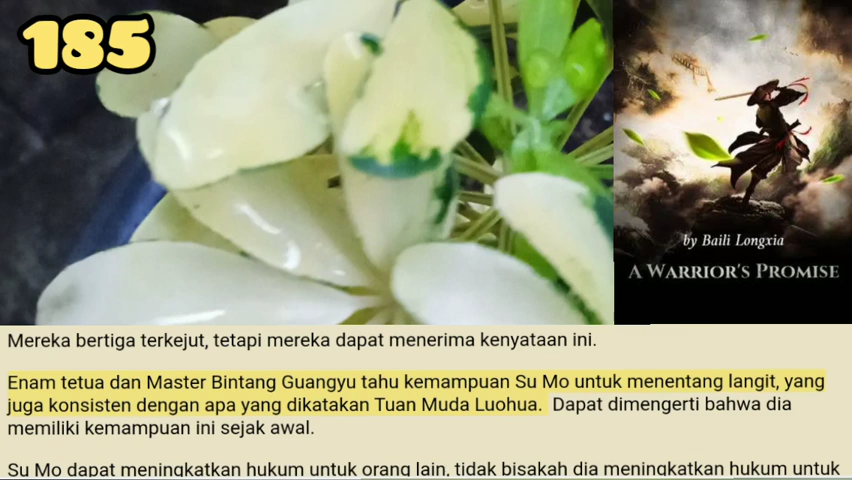 185
by Baili Longxia
A WARRIOR'S PROMISE
Mereka bertiga terkejut, tetapi mereka dapat menerima kenyataan ini.
Enam tetua dan Master Bintang Guangyu tahu kemampuan Su Mo untuk menentang langit, yang
juga konsisten dengan apa yang dikatakan Tuan Muda Luohua. Dapat dimengerti bahwa dia
memiliki kemampuan ini sejak awal.
Su Mo dapat meningkatkan hukum untuk orang lain, tidak bisakah dia meningkatkan hukum untuk